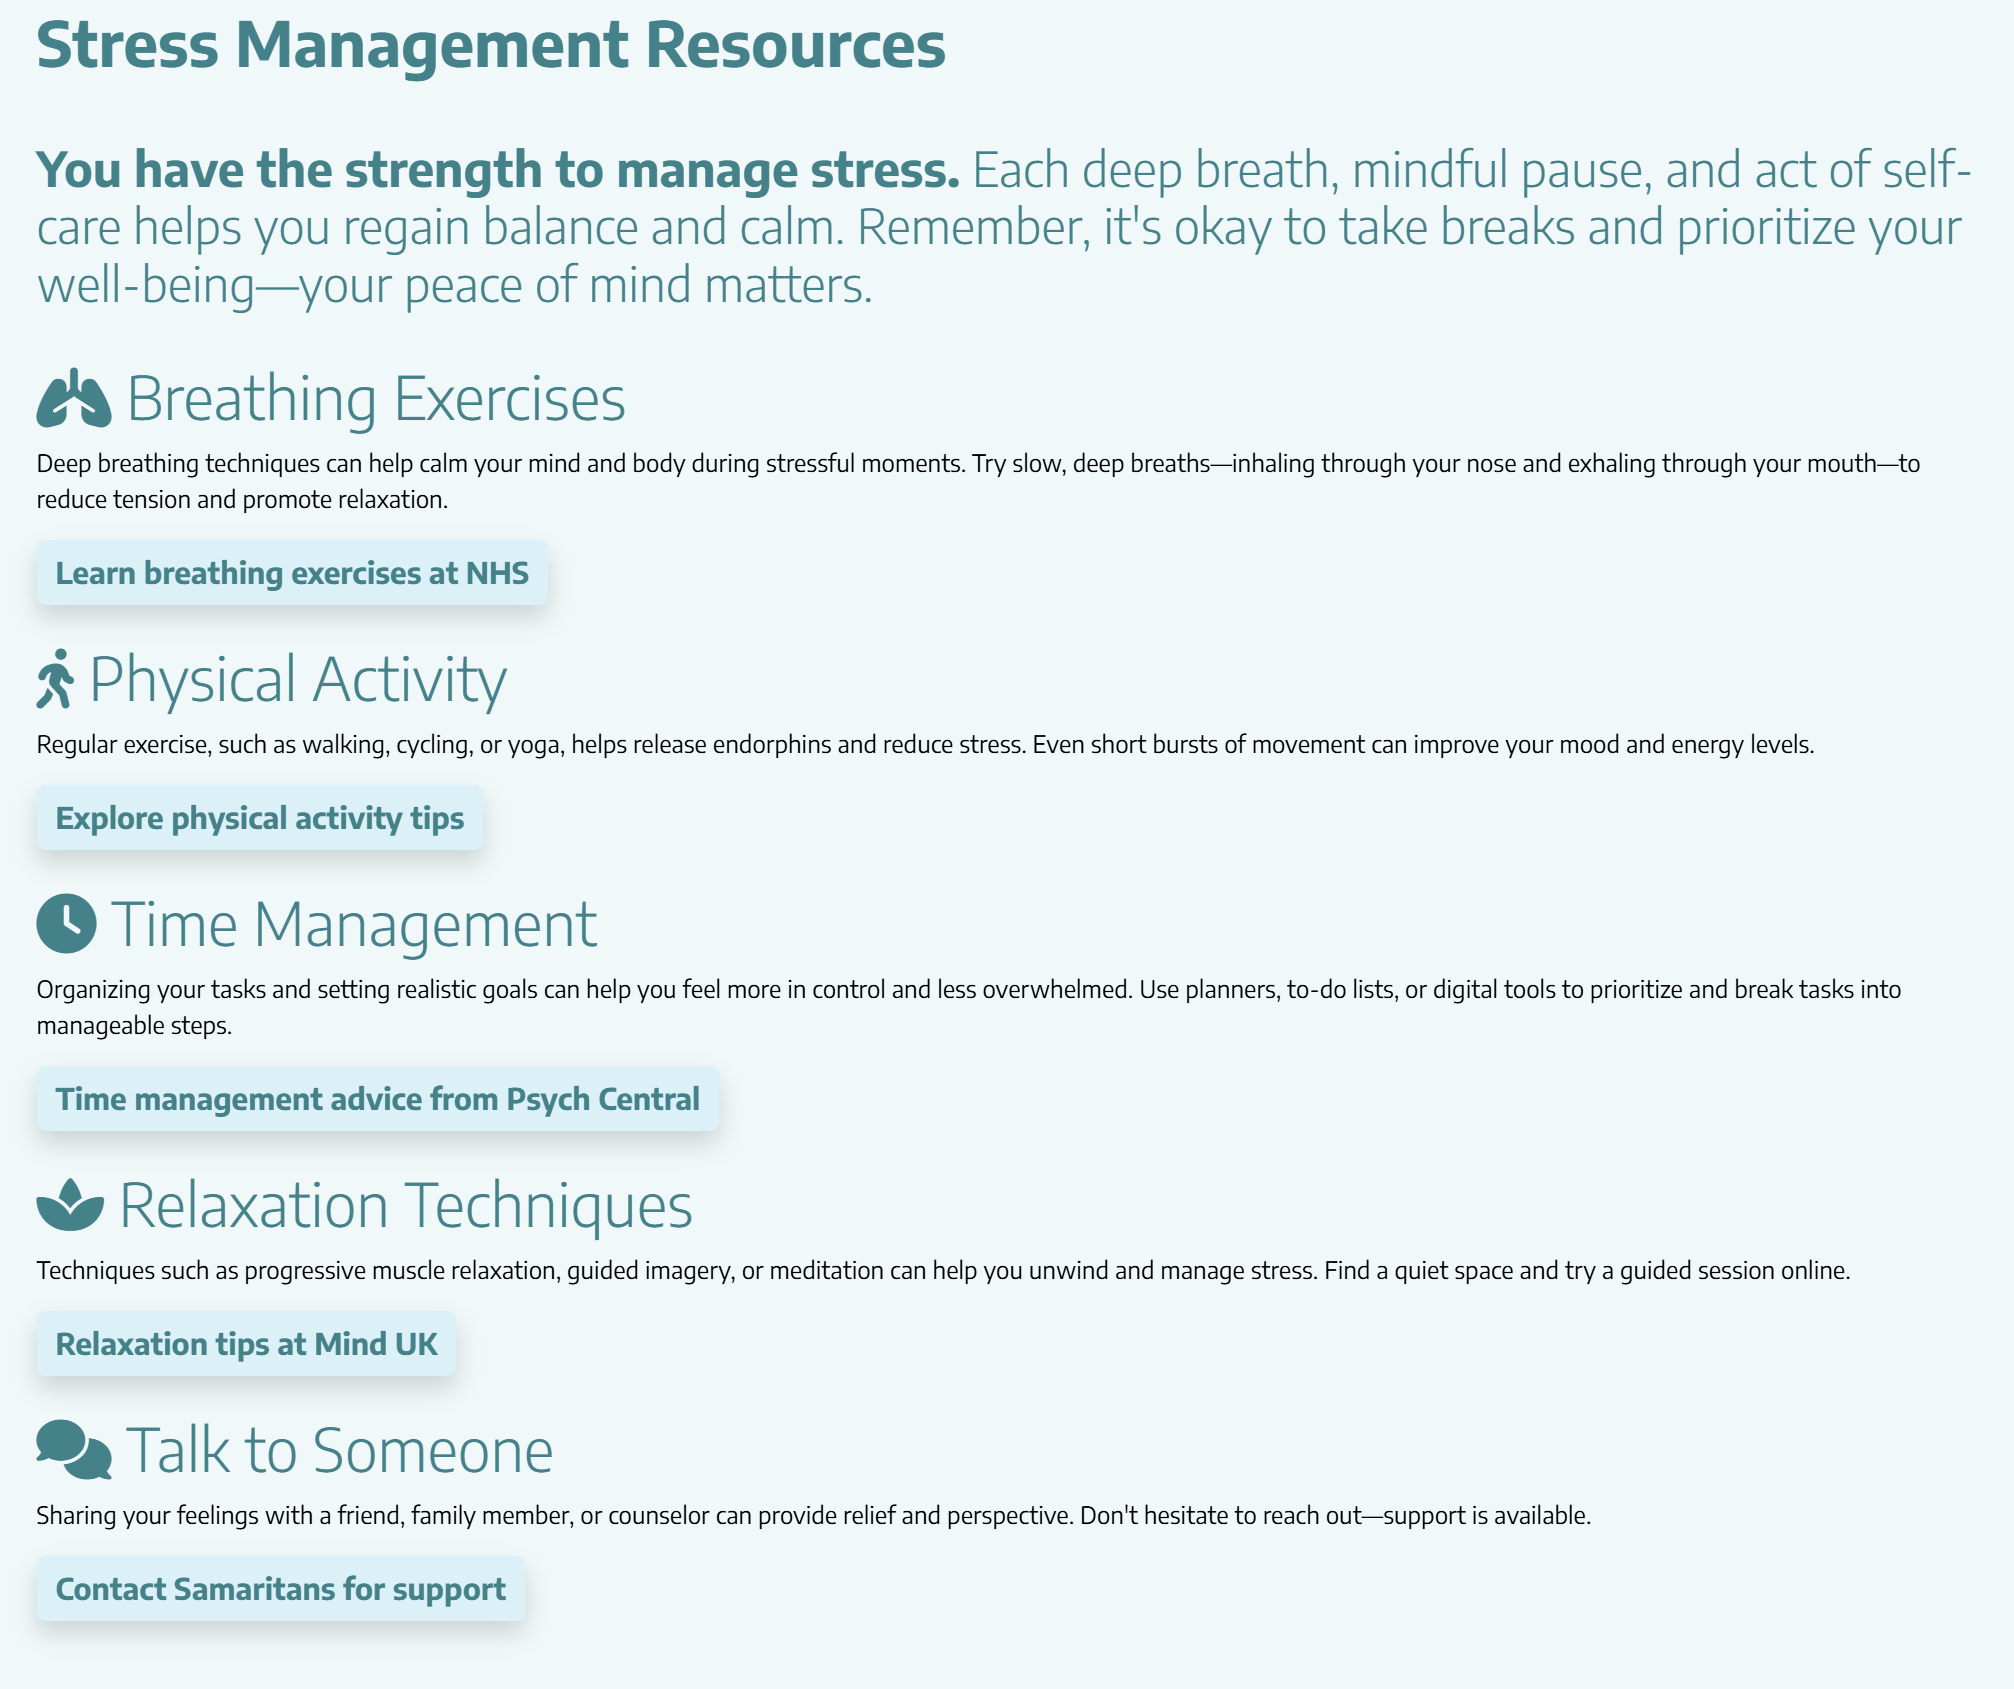 Stress Management Resources
You have the strength to manage stress. Each deep breath, mindful pause, and act of self-
care helps you regain balance and calm. Remember, it's okay to take breaks and prioritize your
well-being—your peace of mind matters.
Breathing Exercises
Deep breathing techniques can help calm your mind and body during stressful moments. Try slow, deep breaths—inhaling through your nose and exhaling through your mouth—to
reduce tension and promote relaxation.
Learn breathing exercises at NHS
Physical Activity
Regular exercise, such as walking, cycling, or yoga, helps release endorphins and reduce stress. Even short bursts of movement can improve your mood and energy levels.
Explore physical activity tips
Time Management
Organizing your tasks and setting realistic goals can help you feel more in control and less overwhelmed. Use planners, to-do lists, or digital tools to prioritize and break tasks into
manageable steps.
Time management advice from Psych Central
Relaxation Techniques
Techniques such as progressive muscle relaxation, guided imagery, or meditation can help you unwind and manage stress. Find a quiet space and try a guided session online.
Relaxation tips at Mind UK
Talk to Someone
Sharing your feelings with a friend, family member, or counselor can provide relief and perspective. Don't hesitate to reach out—support is available.
Contact Samaritans for support